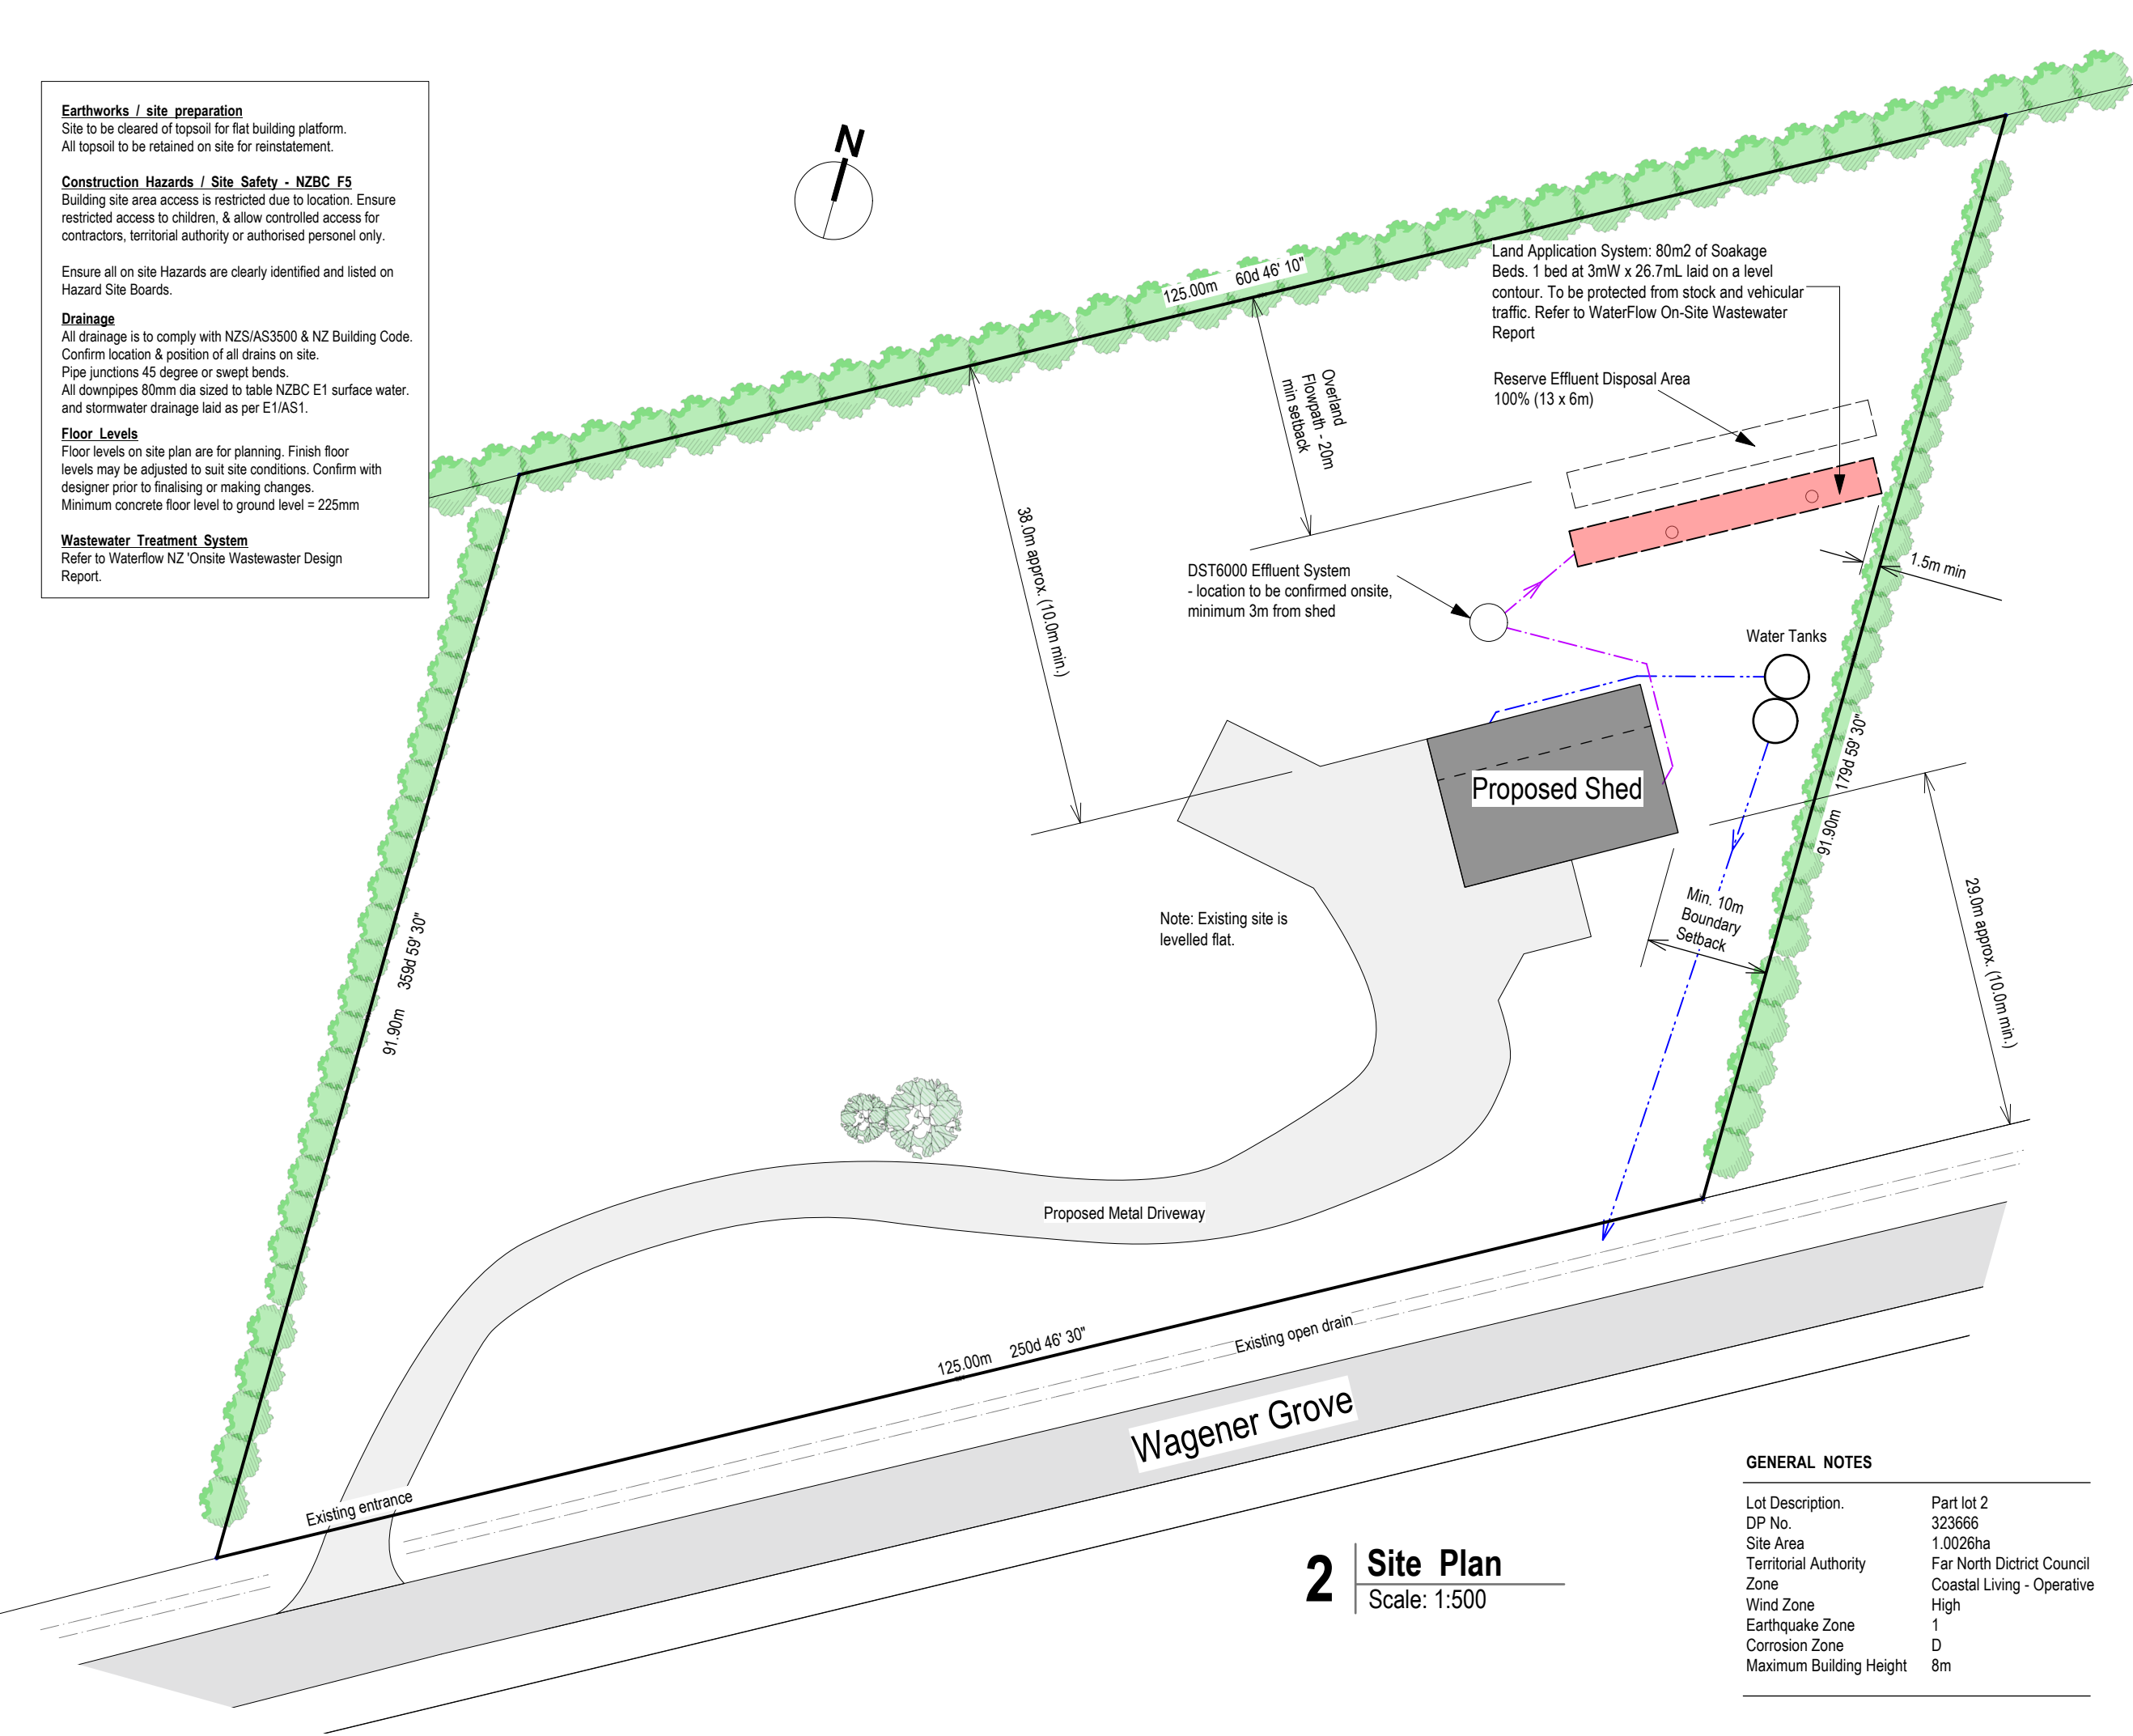 Earthworks / site preparation
Site to be cleared of topsoil for flat building platform.
All topsoil to be retained on site for reinstatement.
Construction Hazards / Site Safety - NZBC F5
Building site area access is restricted due to location. Ensure
restricted access to children, & allow controlled access for
contractors, territorial authority or authorised personel only.
Ensure all on site Hazards are clearly identified and listed on
Hazard Site Boards.
Drainage
All drainage is to comply with NZS/AS3500 & NZ Building Code.
Confirm location & position of all drains on site.
Pipe junctions 45 degree or swept bends.
All downpipes 80mm dia sized to table NZBC E1 surface water.
and stormwater drainage laid as per E1/AS1.
Floor Levels
Floor levels on site plan are for planning. Finish floor
levels may be adjusted to suit site conditions. Confirm with
designer prior to finalising or making changes.
Minimum concrete floor level to ground level = 225mm
Wastewater Treatment System
Refer to Waterflow NZ 'Onsite Wastewaster Design
Report.
N
125.00m 60d 46' 10"
Land Application System: 80m2 of Soakage
Beds. 1 bed at 3mW x 26.7mL laid on a level
contour. To be protected from stock and vehicular
traffic. Refer to WaterFlow On-Site Wastewater
Report
Reserve Effluent Disposal Area
100% (13 x 6m)
Overland
Flowpath - 20m
min setback
38.0m approx. (10.0m min.)
DST6000 Effluent System
- location to be confirmed onsite,
minimum 3m from shed
1.5m min
Water Tanks
91.90m 179d 59' 30"
Proposed Shed
Min. 10m
Boundary
Setback
29.0m approx. (10.0m min.)
Note: Existing site is
levelled flat.
91.90m 359d 59' 30"
Proposed Metal Driveway
125.00m 250d 46' 30"
Existing open drain
Wagener Grove
Existing entrance
2
Site Plan
Scale: 1:500
GENERAL NOTES
Lot Description. Part lot 2
DP No. 323666
Site Area 1.0026ha
Territorial Authority Far North Dictrict Council
Zone Coastal Living - Operative
Wind Zone High
Earthquake Zone 1
Corrosion Zone D
Maximum Building Height 8m